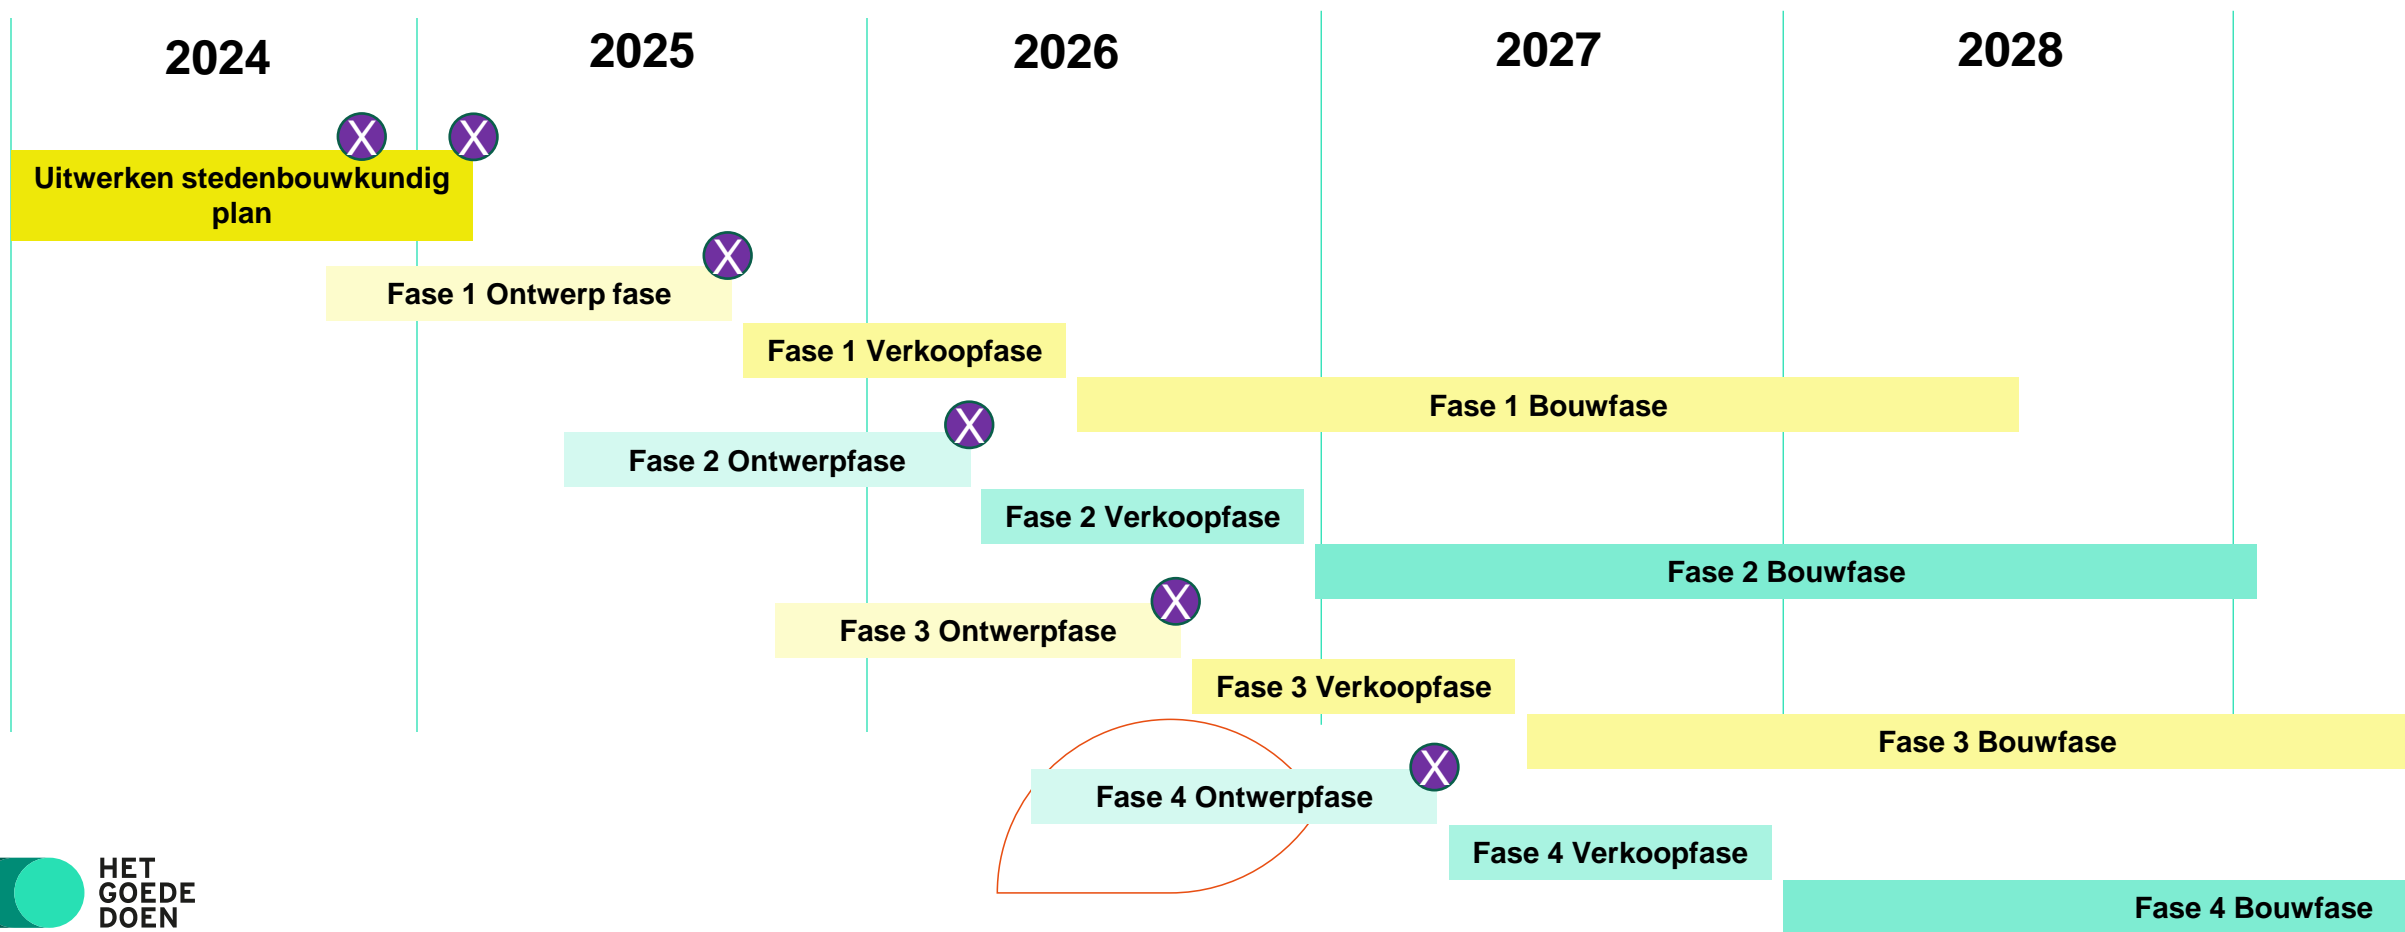 2024
2025
2026
2027
2028
X
X
Uitwerken stedenbouwkundig
plan
X
Fase 1 Ontwerp fase
Fase 1 Verkoopfase
Fase 1 Bouwfase
X
Fase 2 Ontwerpfase
Fase 2 Verkoopfase
Fase 2 Bouwfase
X
Fase 3 Ontwerpfase
Fase 3 Verkoopfase
Fase 3 Bouwfase
X
Fase 4 Ontwerpfase
Fase 4 Verkoopfase
Fase 4 Bouwfase
HET
GOEDE
DOEN